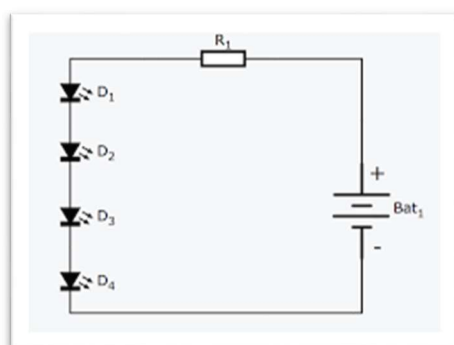 R₁
D₁
D₂
+
Bat₁
D₃
-
D₄